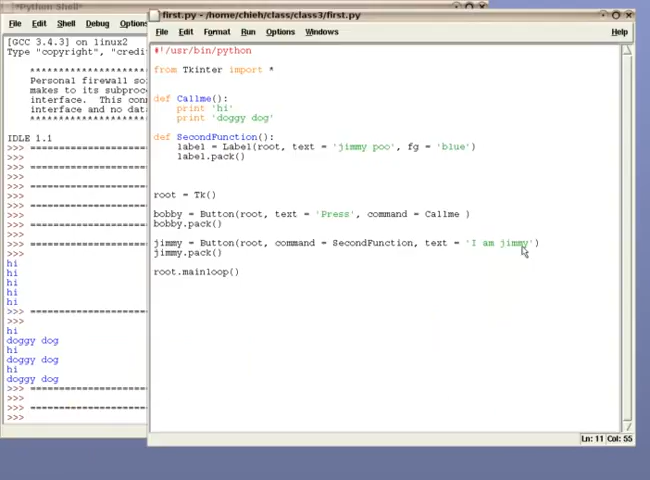 *Python Shell*
first.py - /home/chieh/class/class3/first.py
File Edit Shell Debug Options
File Edit Format Run Options Windows Help
[GCC 3.4.3] on linux2
Type "copyright", "credi
****************
Personal firewall so
makes to its subproc
interface. This con
interface and no dat
****************
IDLE 1.1
>>> ================
>>>
>>> ================
>>>
>>> ================
>>>
>>> ================
>>>
>>> ================
>>>
>>> ================
>>>
hi
hi
hi
hi
hi
>>> ================
>>>
hi
doggy dog
hi
doggy dog
hi
doggy dog
>>> ================
>>>
>>> ================
>>>
#!/usr/bin/python
from Tkinter import *
def Callme():
print 'hi'
print 'doggy dog'
def SecondFunction():
label = Label(root, text = 'jimmy poo', fg = 'blue')
label.pack()
root = Tk()
bobby = Button(root, text = 'Press', command = Callme )
bobby.pack()
jimmy = Button(root, command = SecondFunction, text = 'I am jimmy')
jimmy.pack()
root.mainloop()
Ln: 11 Col: 55